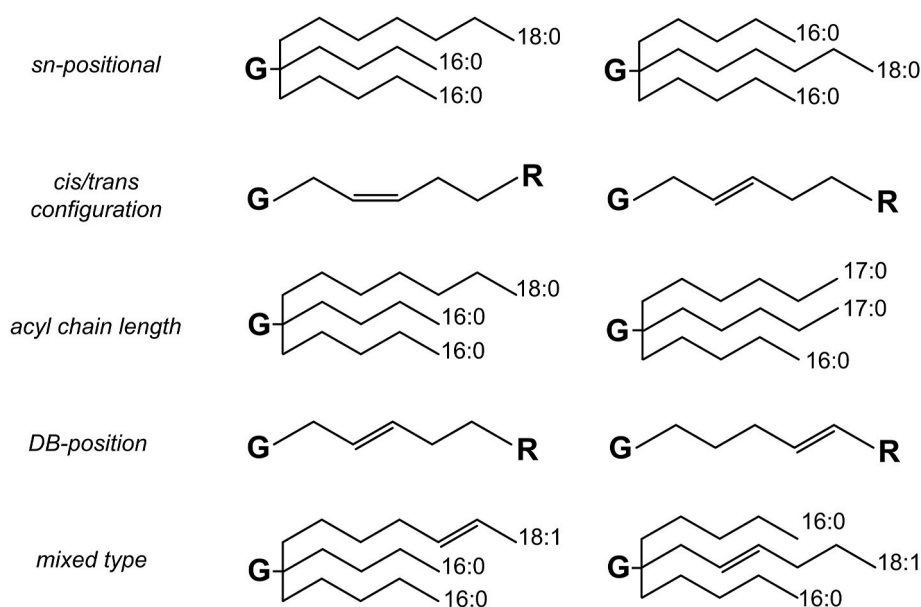 18:0
16:0
sn-positional
G
16:0
G
18:0
16:0
16:0
cis/trans
configuration
G
R
G
R
18:0
17:0
acyl chain length
G
16:0
G
17:0
16:0
16:0
DB-position
G
R
G
R
18:1
16:0
mixed type
G
16:0
G
18:1
16:0
16:0